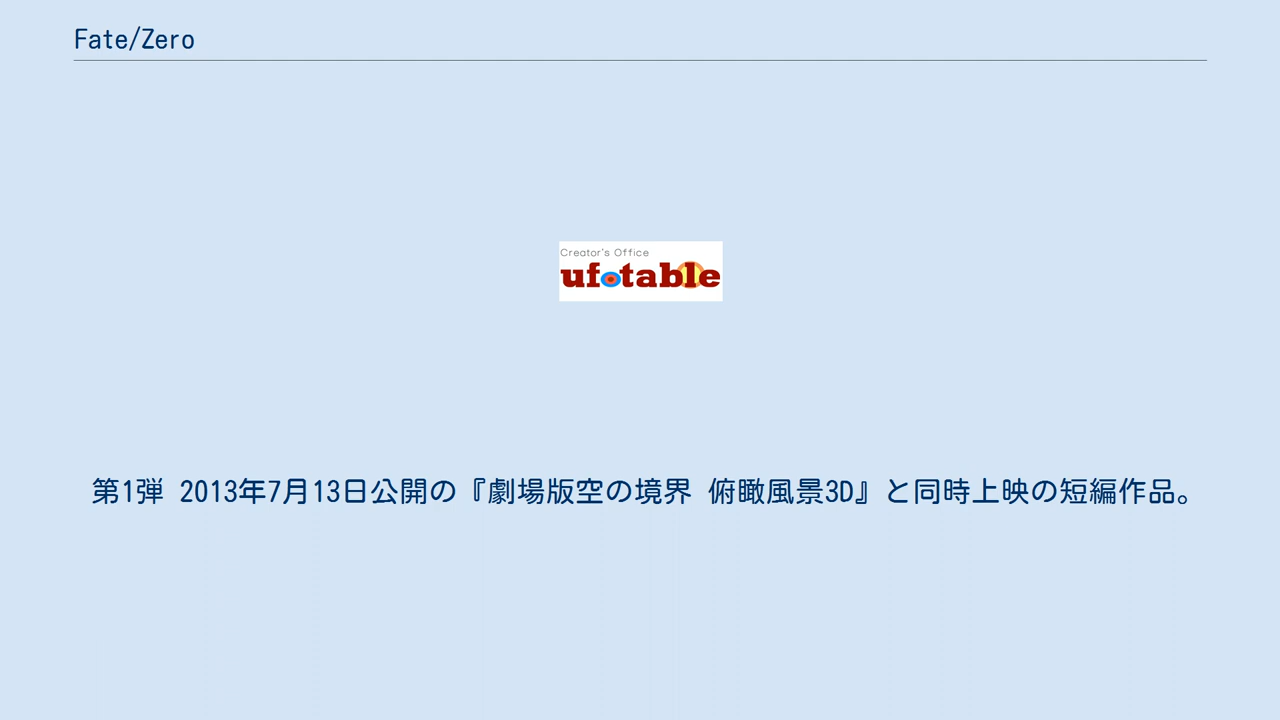 Fate/Zero
Creator's Office
ufotable
第1弾 2013年7月13日公開の『劇場版空の境界 俯瞰風景3D』と同時上映の短編作品。